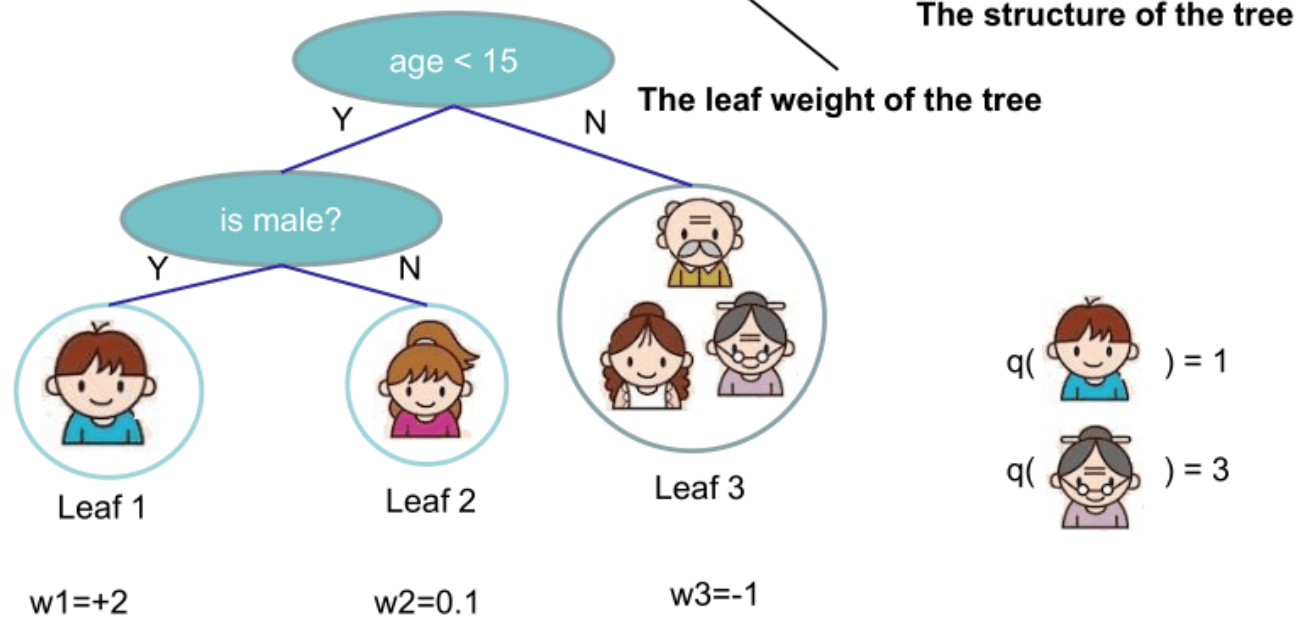 The structure of the tree
age < 15
The leaf weight of the tree
Y
N
is male?
Y
N
q( ) = 1
q( ) = 3
Leaf 1
Leaf 2
Leaf 3
w1=+2
w2=0.1
w3=-1